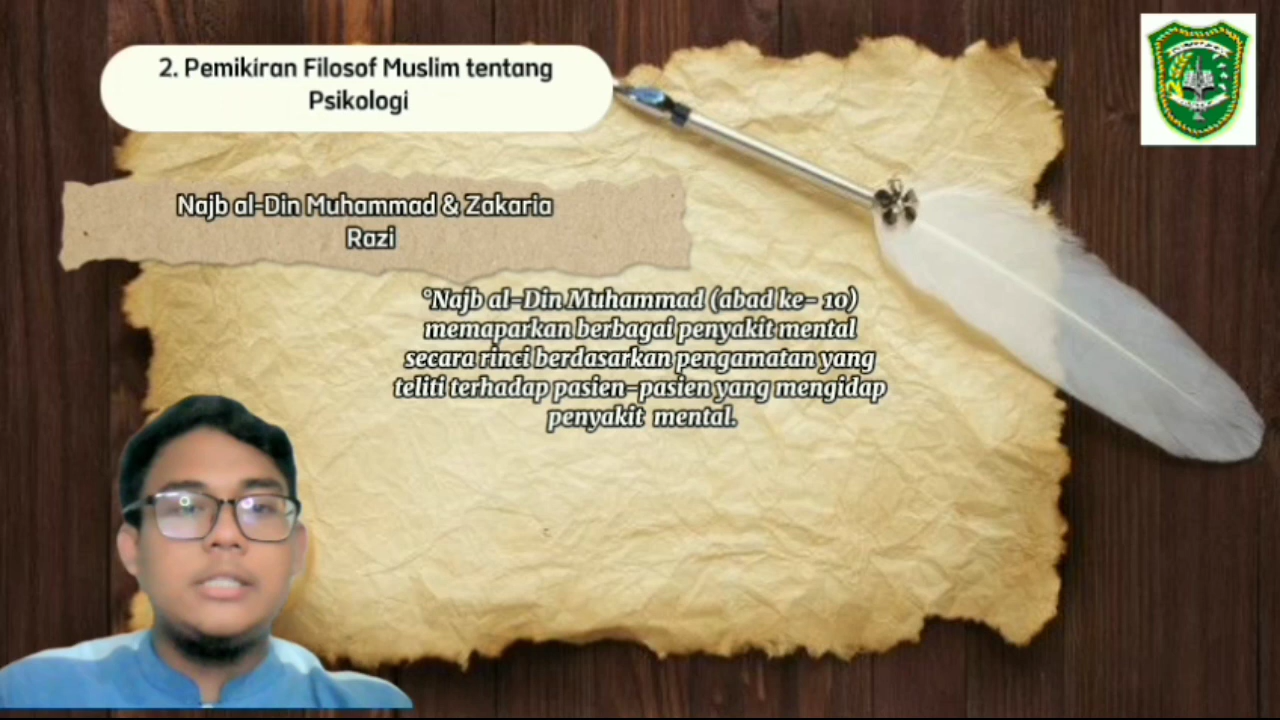 2. Pemikiran Filosof Muslim tentang
Psikologi
Najb al-Din Muhammad & Zakaria
Razi
°Najb al-Din Muhammad (abad ke- 10)
memaparkan berbagai penyakit mental
secara rinci berdasarkan pengamatan yang
teliti terhadap pasien-pasien yang mengidap
penyakit mental.